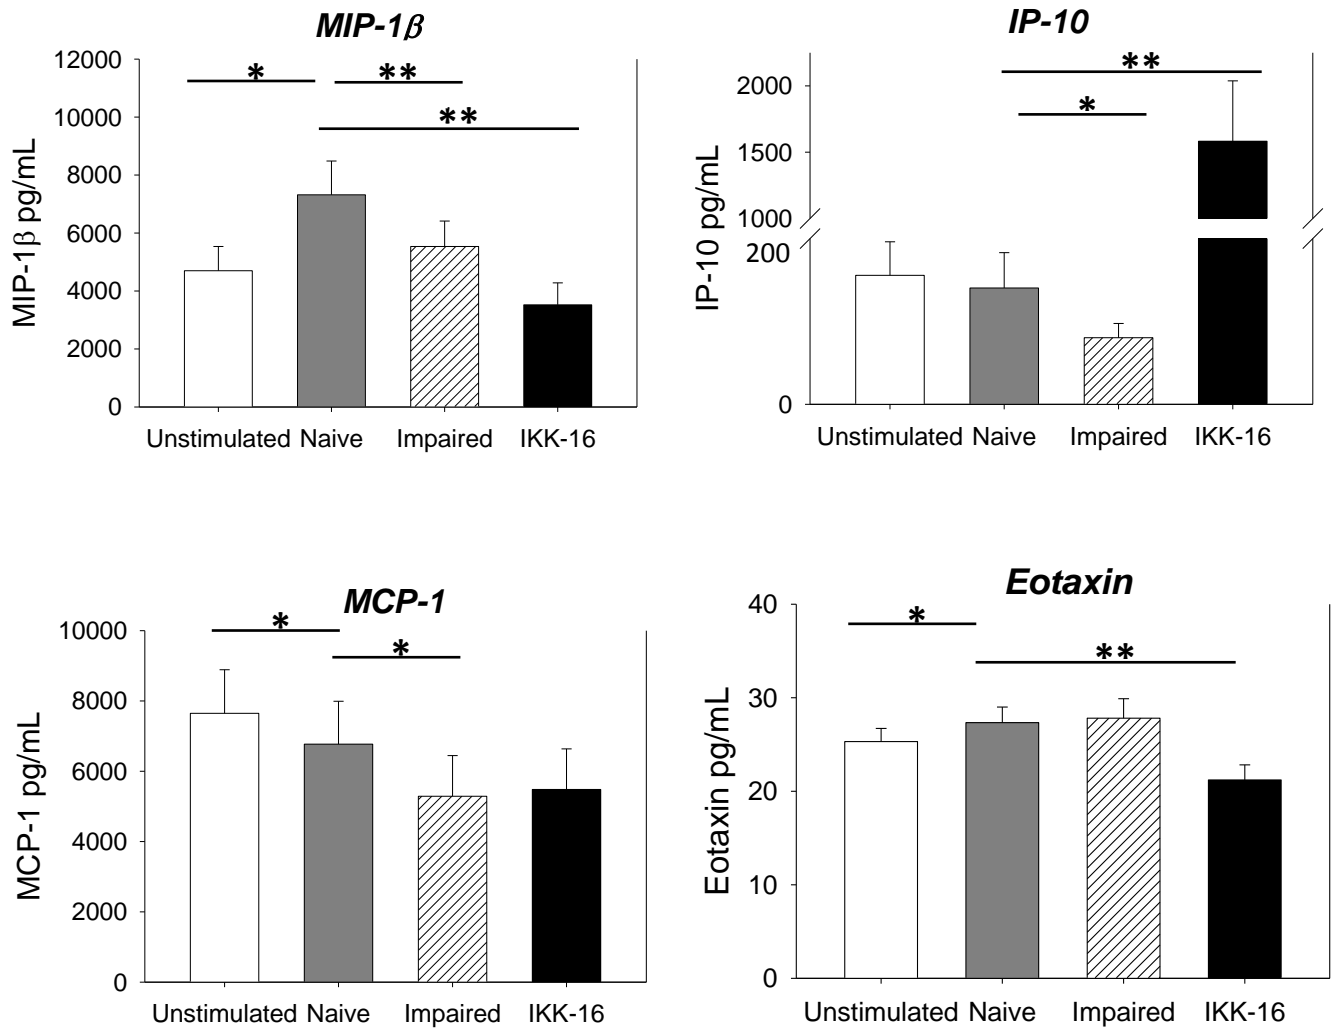 MIP-1β
MIP-1β pg/mL
12000
10000
8000
6000
4000
2000
0
*
**
**
Unstimulated Naive Impaired IKK-16
IP-10
IP-10 pg/mL
2000
1500
1000
200
0
**
*
Unstimulated Naive Impaired IKK-16
MCP-1
MCP-1 pg/mL
10000
8000
6000
4000
2000
0
*
*
Unstimulated Naive Impaired IKK-16
Eotaxin
Eotaxin pg/mL
40
30
20
10
0
*
**
Unstimulated Naive Impaired IKK-16